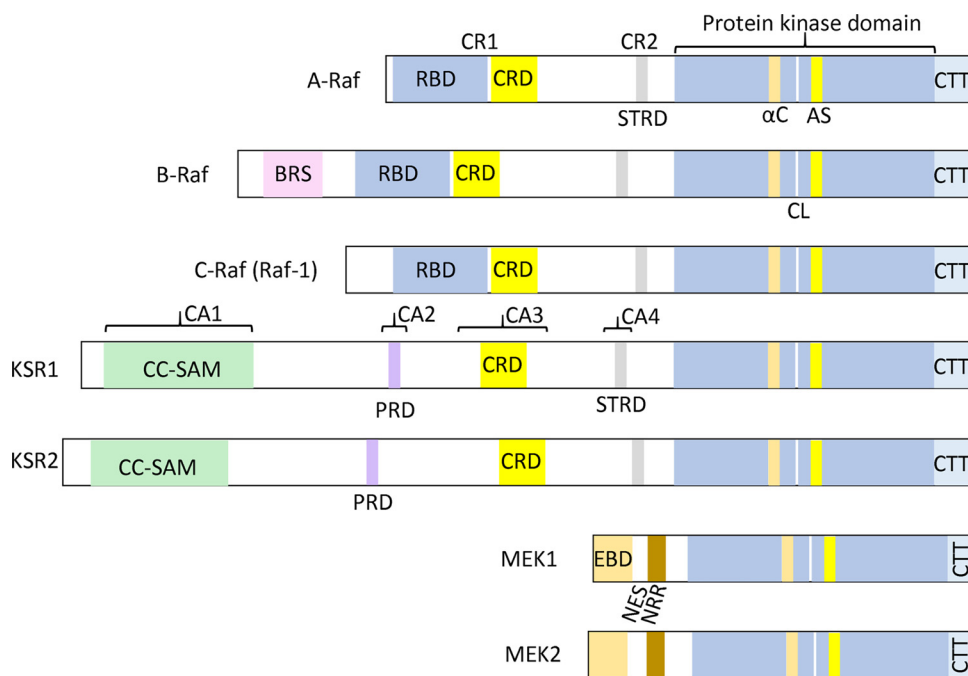 Protein kinase domain
CR1 CR2
A-Raf RBD CRD CTT
STRD αC AS
B-Raf BRS RBD CRD CTT
CL
C-Raf (Raf-1) RBD CRD CTT
CA1 CA2 CA3 CA4
KSR1 CC-SAM CRD CTT
PRD STRD
KSR2 CC-SAM CRD CTT
PRD
MEK1 EBD CTT
NES NRR
MEK2 CTT